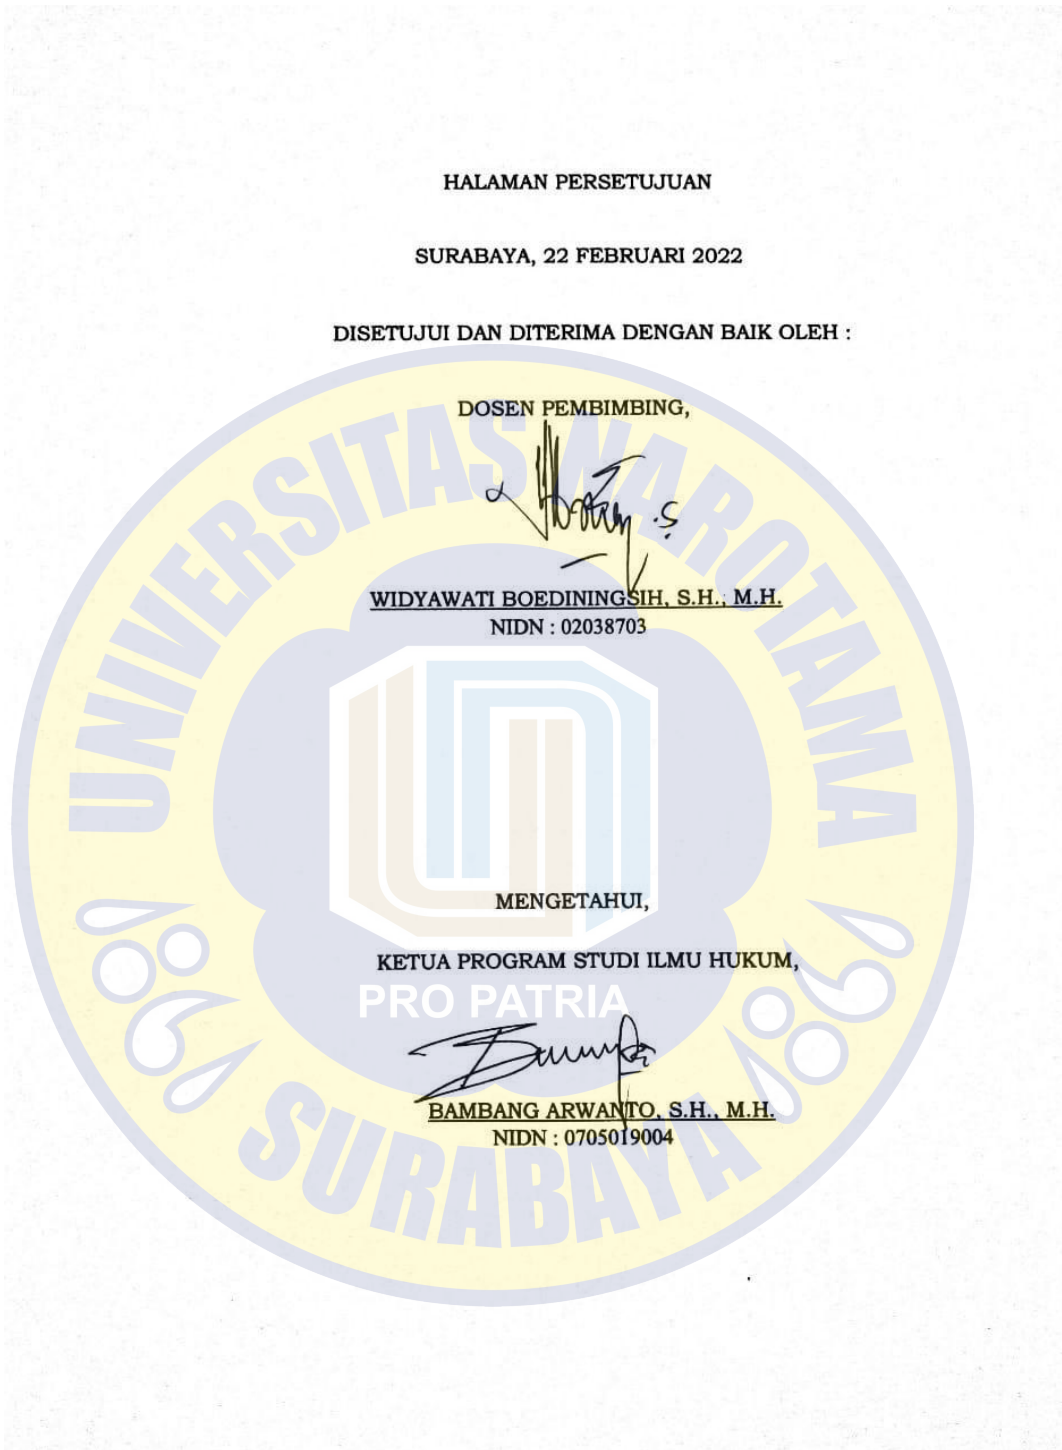 HALAMAN PERSETUJUAN
SURABAYA, 22 FEBRUARI 2022
DISETUJUI DAN DITERIMA DENGAN BAIK OLEH :
DOSEN PEMBIMBING,
WIDYAWATI BOEDININGSIH, S.H., M.H.
NIDN : 02038703
UNIVERSITAS NAROTAMA
MENGETAHUI,
KETUA PROGRAM STUDI ILMU HUKUM,
PRO PATRIA
BAMBANG ARWANTO, S.H., M.H.
NIDN : 0705019004
SURABAYA